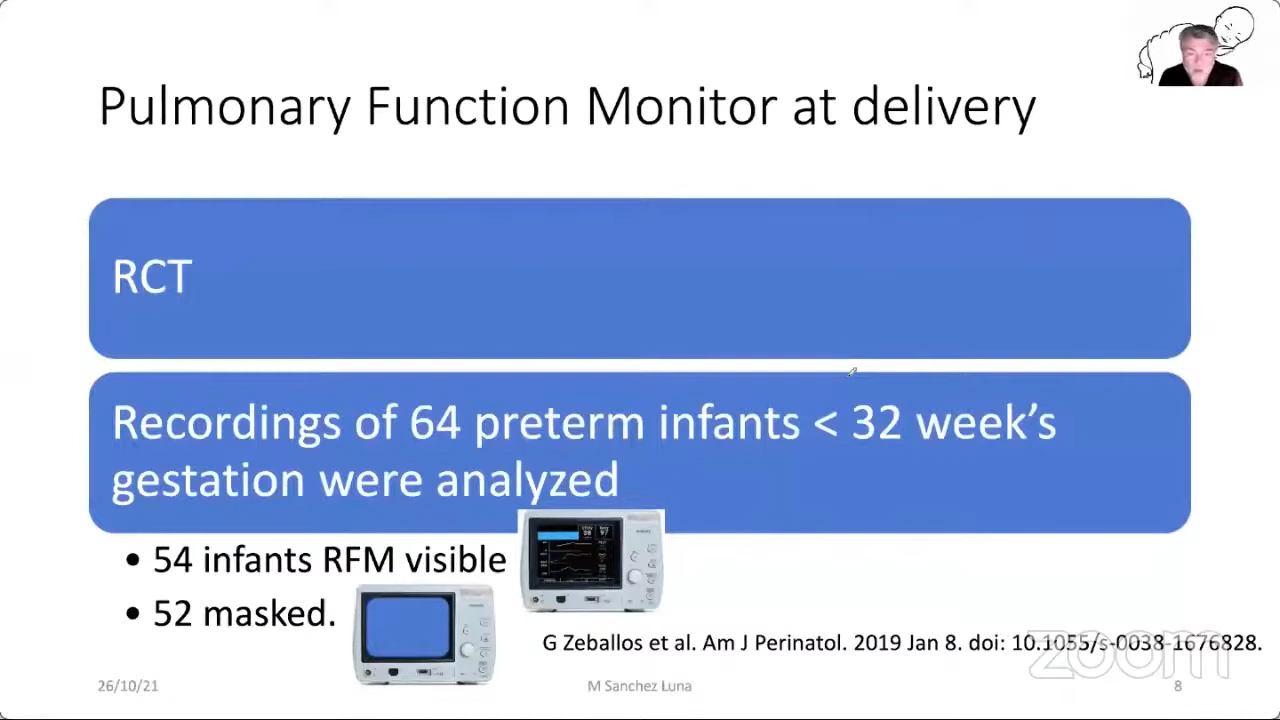 Pulmonary Function Monitor at delivery
RCT
Recordings of 64 preterm infants < 32 week’s
gestation were analyzed
• 54 infants RFM visible
• 52 masked.
G Zeballos et al. Am J Perinatol. 2019 Jan 8. doi: 10.1055/s-0038-1676828.
zoom
26/10/21
M Sanchez Luna
8